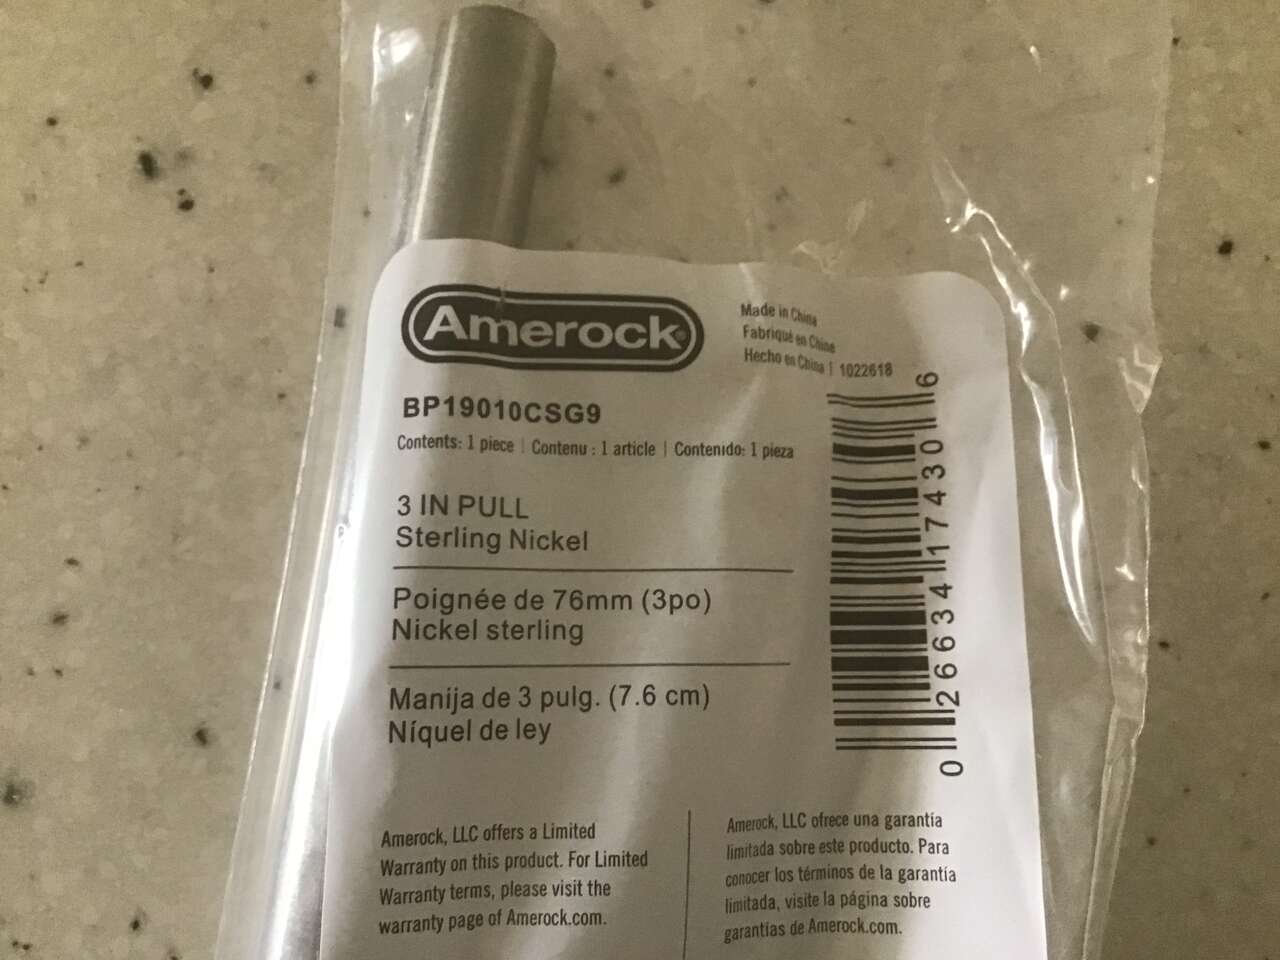 Amerock®
Made in China
Fabriqué en Chine
Hecho en China | 1022618
BP19010CSG9
Contents: 1 piece | Contenu : 1 article | Contenido: 1 pieza
3 IN PULL
Sterling Nickel
Poignée de 76mm (3po)
Nickel sterling
Manija de 3 pulg. (7.6 cm)
Níquel de ley
0 26634 17430 6
Amerock, LLC offers a Limited
Warranty on this product. For Limited
Warranty terms, please visit the
warranty page of Amerock.com.
Amerock, LLC ofrece una garantía
limitada sobre este producto. Para
conocer los términos de la garantía
limitada, visite la página sobre
garantías de Amerock.com.